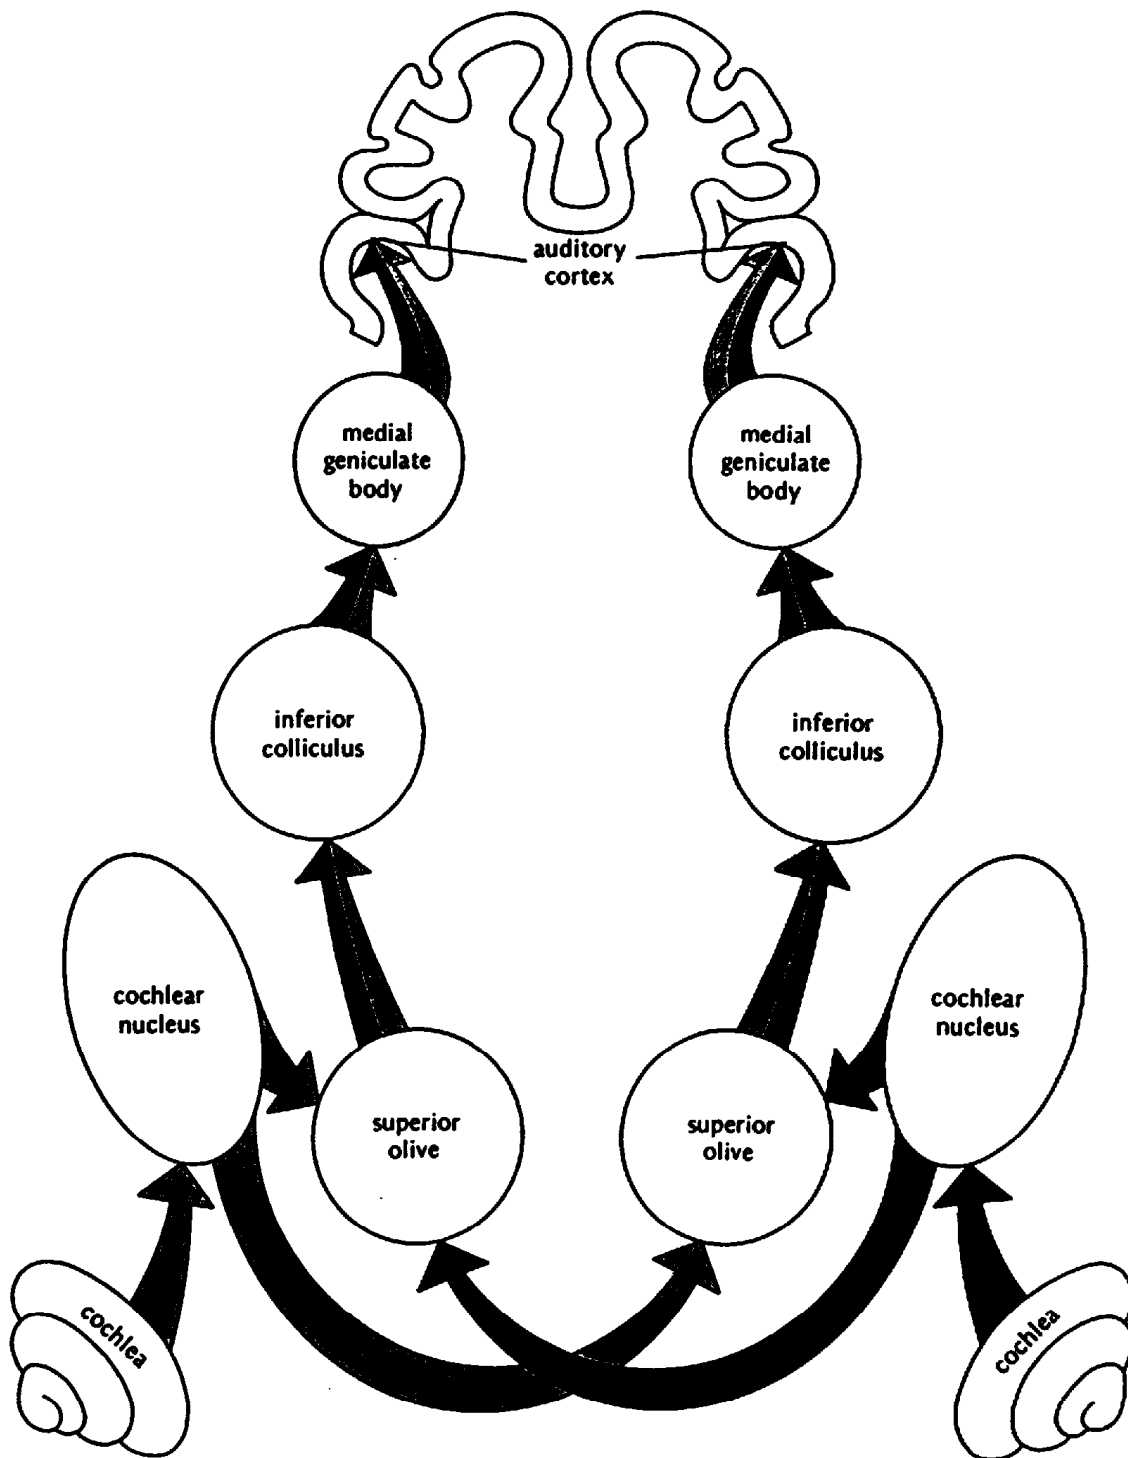 auditory
cortex
medial
geniculate
body
medial
geniculate
body
inferior
colliculus
inferior
colliculus
cochlear
nucleus
cochlear
nucleus
superior
olive
superior
olive
cochlea
cochlea